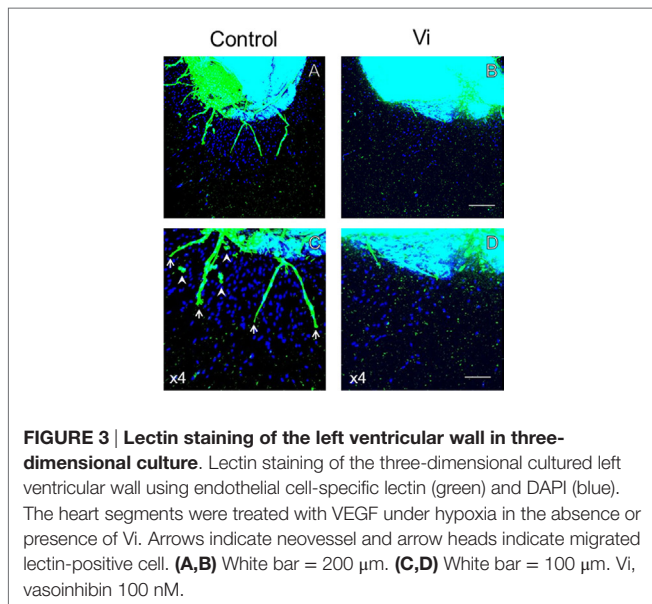 Control Vi
A B
C D
x4 x4
FIGURE 3 | Lectin staining of the left ventricular wall in three-
dimensional culture. Lectin staining of the three-dimensional cultured left
ventricular wall using endothelial cell-specific lectin (green) and DAPI (blue).
The heart segments were treated with VEGF under hypoxia in the absence or
presence of Vi. Arrows indicate neovessel and arrow heads indicate migrated
lectin-positive cell. (A,B) White bar = 200 μm. (C,D) White bar = 100 μm. Vi,
vasoinhibin 100 nM.